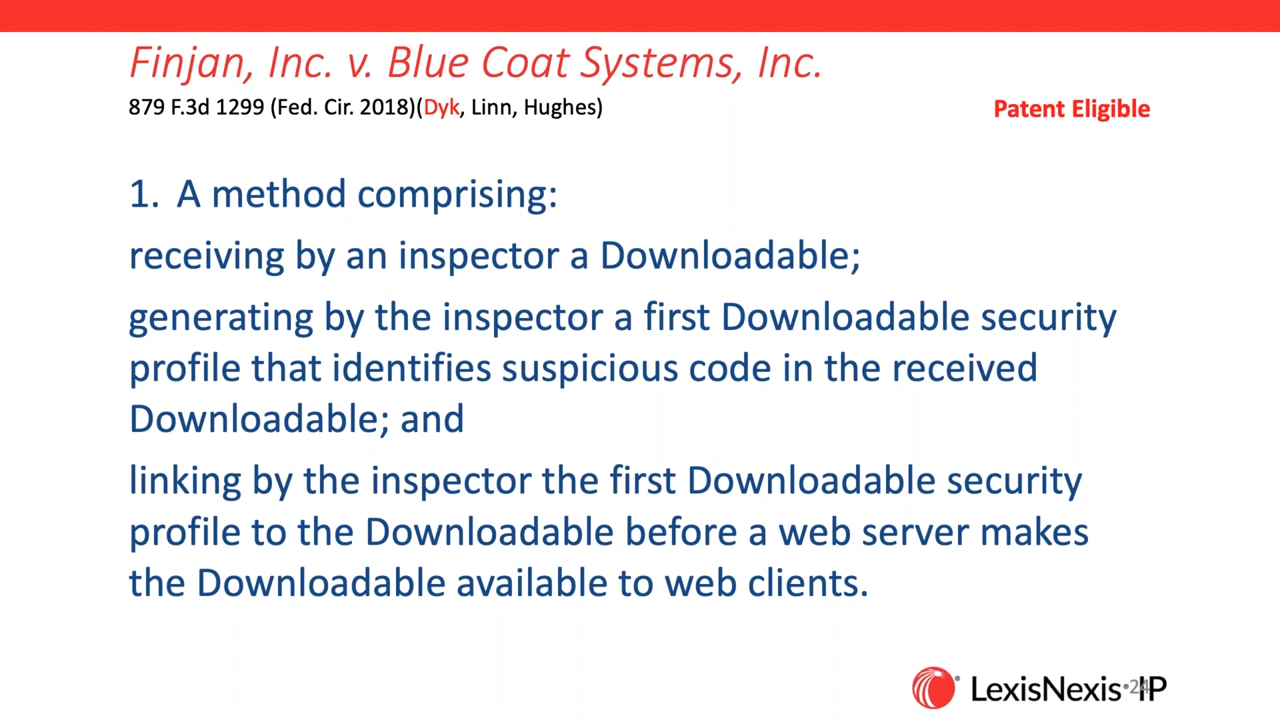 Finjan, Inc. v. Blue Coat Systems, Inc.
879 F.3d 1299 (Fed. Cir. 2018)(Dyk, Linn, Hughes)
Patent Eligible
1. A method comprising:
receiving by an inspector a Downloadable;
generating by the inspector a first Downloadable security
profile that identifies suspicious code in the received
Downloadable; and
linking by the inspector the first Downloadable security
profile to the Downloadable before a web server makes
the Downloadable available to web clients.
LexisNexis® IP
24